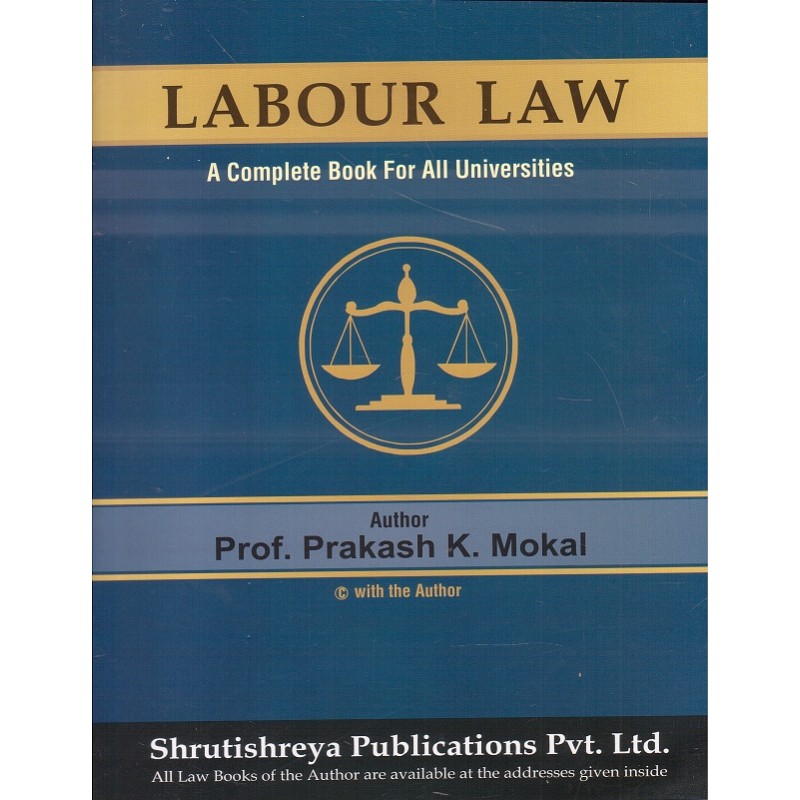 LABOUR LAW
A Complete Book For All Universities
Author
Prof. Prakash K. Mokal
© with the Author
Shrutishreya Publications Pvt. Ltd.
All Law Books of the Author are available at the addresses given inside